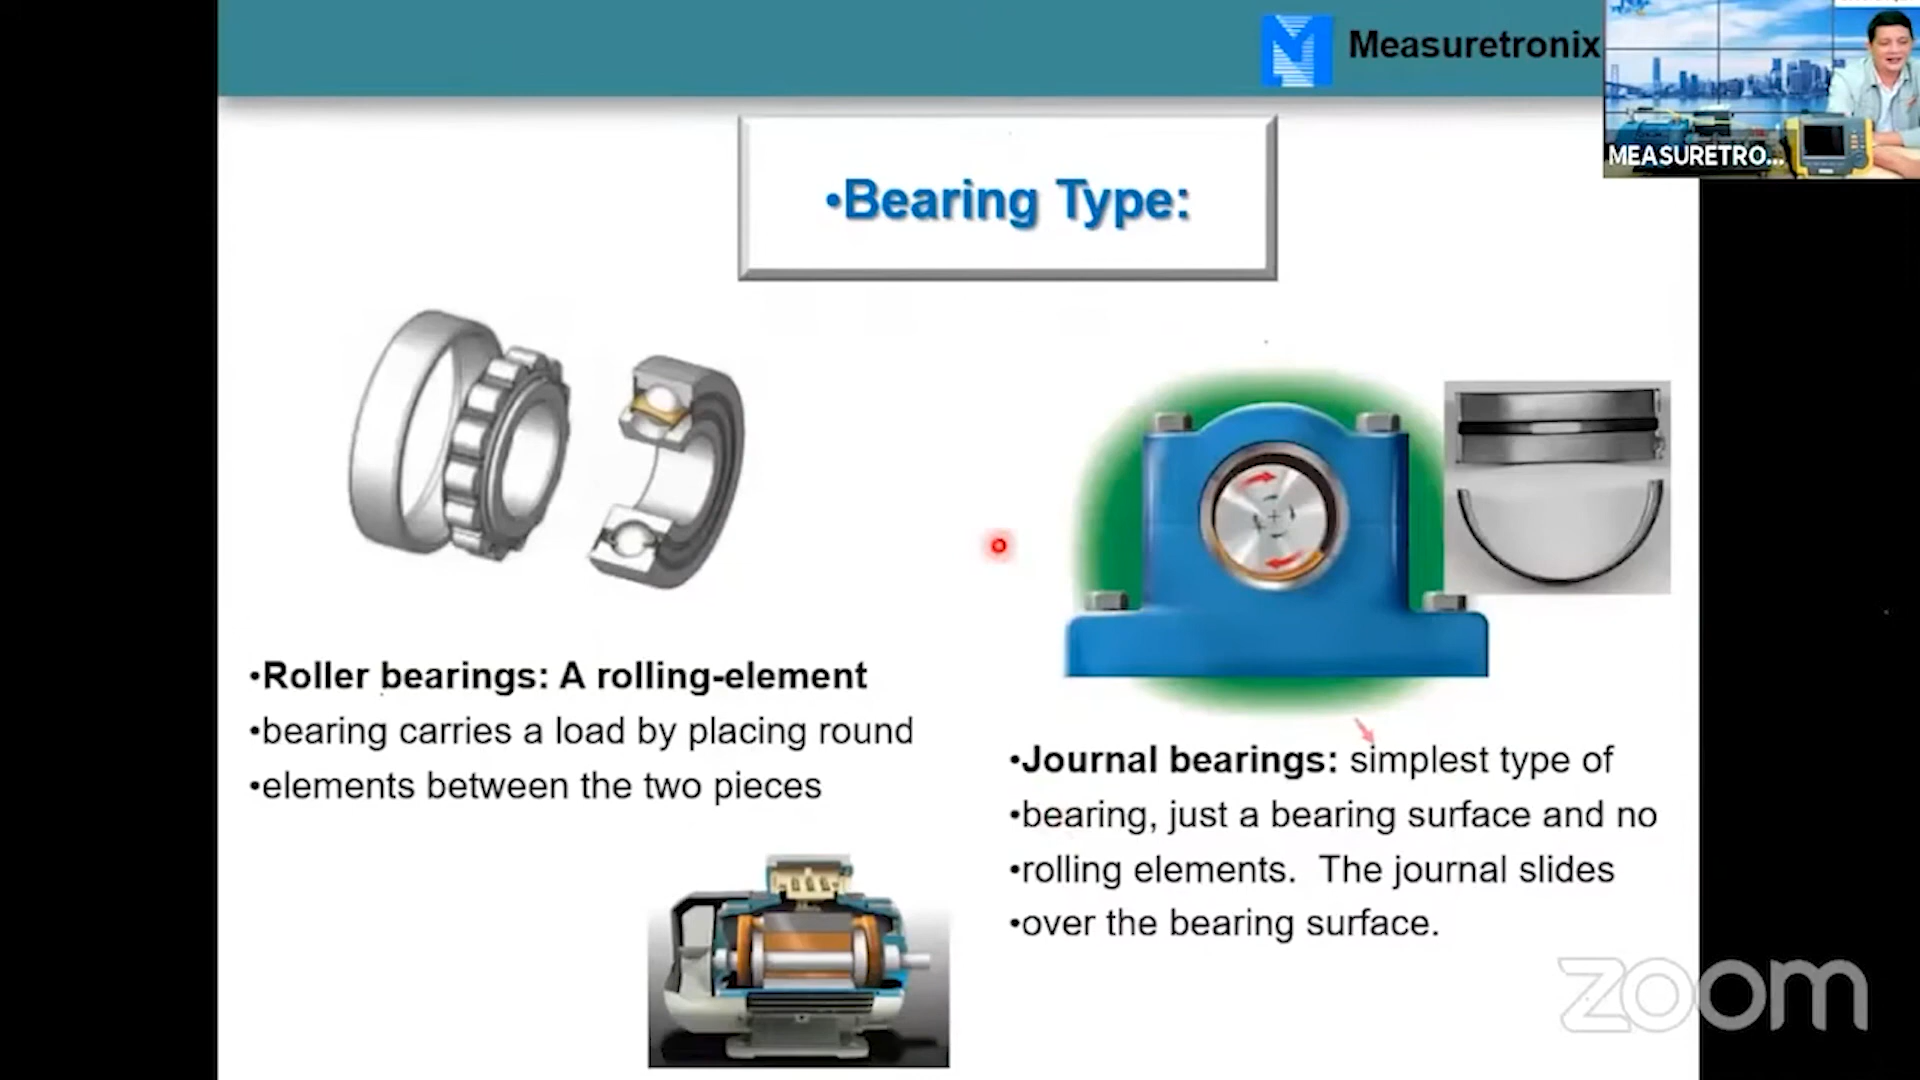 Measuretronix
MEASURETRO...
•Bearing Type:
•Roller bearings: A rolling-element
•bearing carries a load by placing round
•elements between the two pieces
•Journal bearings: simplest type of
•bearing, just a bearing surface and no
•rolling elements.  The journal slides
•over the bearing surface.
zoom